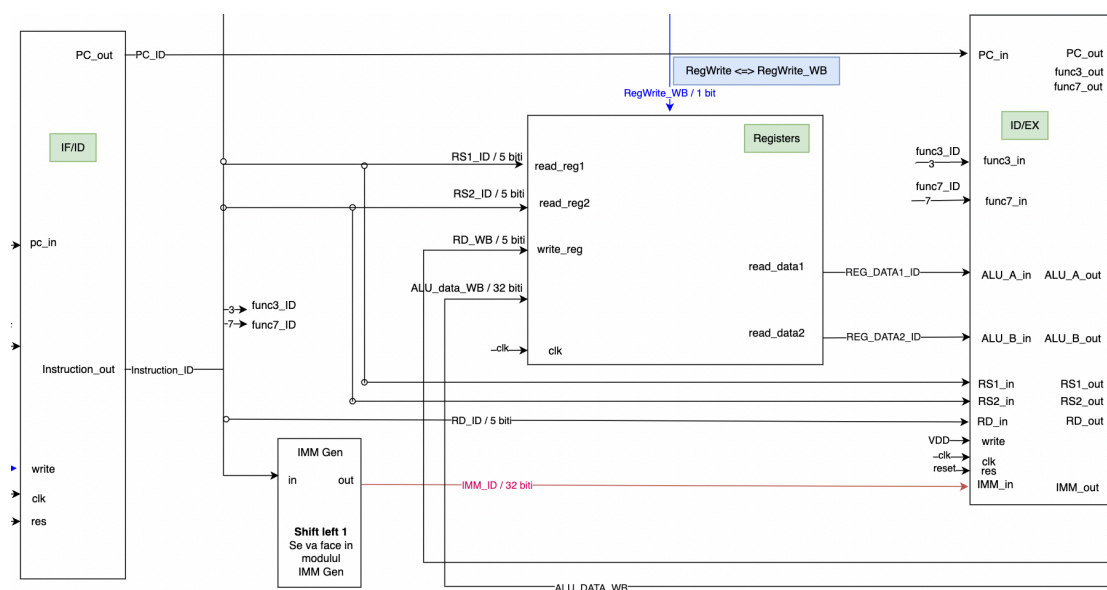 PC_out
PC_ID
IF/ID
pc_in
Instruction_out
Instruction_ID
write
clk
res
3
func3_ID
7
func7_ID
RegWrite <=> RegWrite_WB
RegWrite_WB / 1 bit
Registers
RS1_ID / 5 biti
read_reg1
RS2_ID / 5 biti
read_reg2
RD_WB / 5 biti
write_reg
ALU_data_WB / 32 biti
clk
clk
read_data1
REG_DATA1_ID
read_data2
REG_DATA2_ID
RD_ID / 5 biti
IMM Gen
in
out
Shift left 1
Se va face in
modulul
IMM Gen
IMM_ID / 32 biti
ALU_DATA_WB
PC_in
PC_out
func3_out
func7_out
ID/EX
func3_ID
3
func3_in
func7_ID
7
func7_in
ALU_A_in
ALU_A_out
ALU_B_in
ALU_B_out
RS1_in
RS1_out
RS2_in
RS2_out
RD_in
RD_out
VDD
write
clk
clk
reset
res
IMM_in
IMM_out